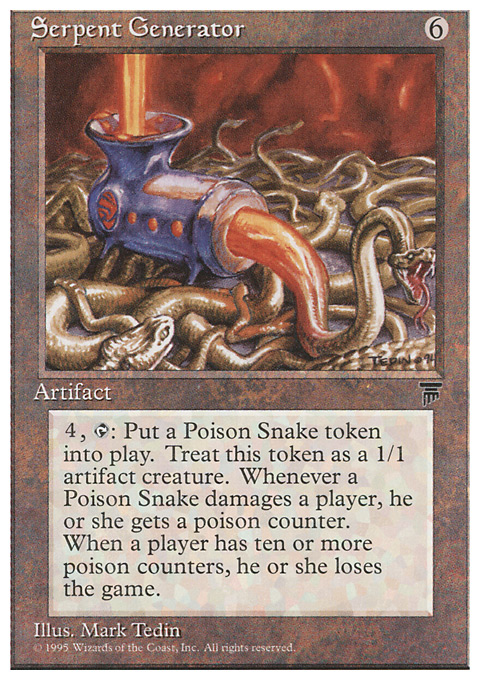 Serpent Generator 6
TEDIN © 94
Artifact
4, : Put a Poison Snake token
into play. Treat this token as a 1/1
artifact creature. Whenever a
Poison Snake damages a player, he
or she gets a poison counter.
When a player has ten or more
poison counters, he or she loses
the game.
Illus. Mark Tedin
© 1995 Wizards of the Coast, Inc. All rights reserved.